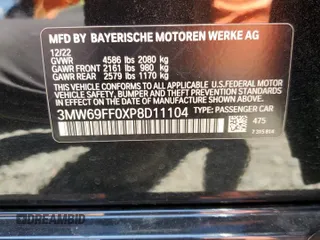 MFD BY BAYERISCHE MOTOREN WERKE AG
12/22
GVWR 4586 lbs 2080 kg
GAWR FRONT 2161 lbs 980 kg
GAWR REAR 2579 lbs 1170 kg
THIS VEHICLE CONFORMS TO ALL APPLICABLE U.S. FEDERAL MOTOR
VEHICLE SAFETY, BUMPER, AND THEFT PREVENTION STANDARDS IN
EFFECT ON THE DATE OF MANUFACTURE SHOWN ABOVE.
3MW69FF0XP8D11104 TYPE: PASSENGER CAR
475
DREAMBID